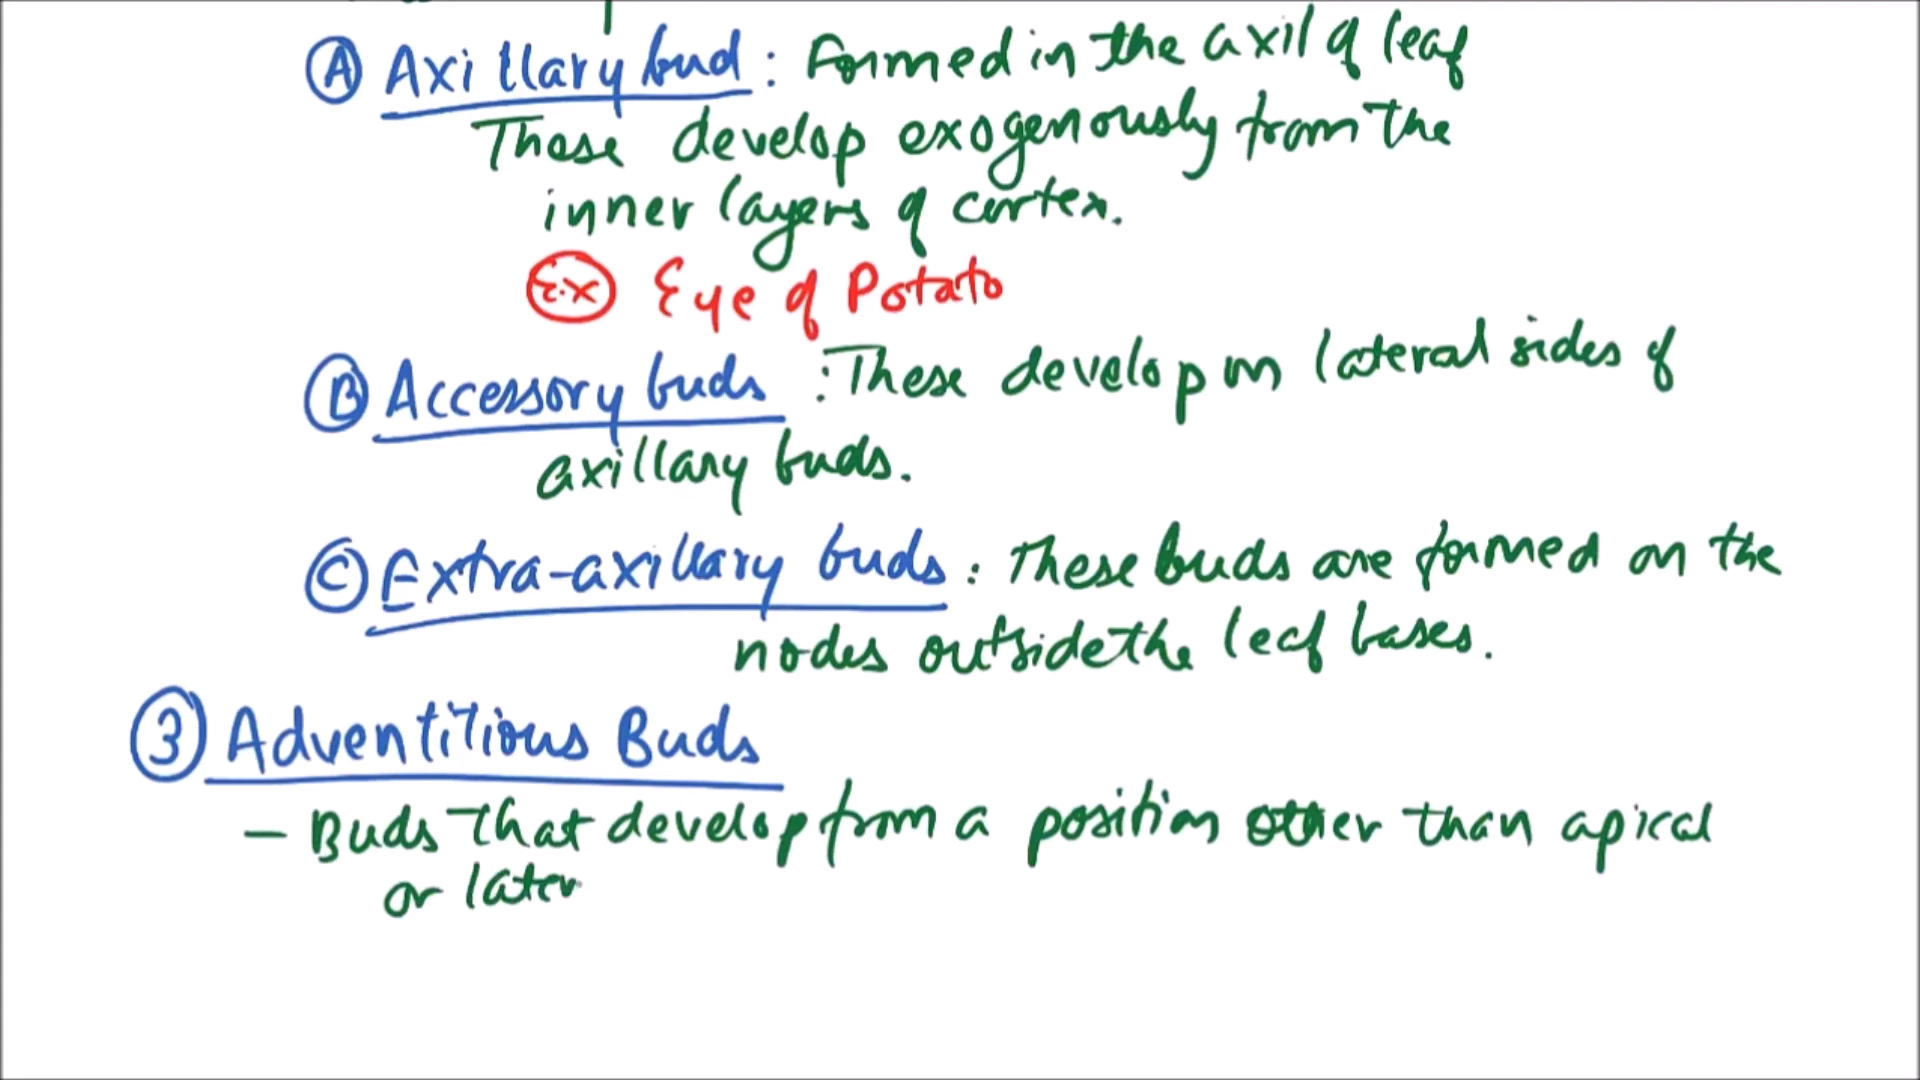 Ⓐ Axillary bud : Formed in the axil of leaf
These develop exogenously from the
inner layers of cortex.
Ex Eye of Potato
Ⓑ Accessory buds : These develop on lateral sides of
axillary buds.
Ⓒ Extra-axillary buds : These buds are formed on the
nodes outside the leaf bases.
③ Adventitious Buds
- Buds that develop from a position other than apical
or later